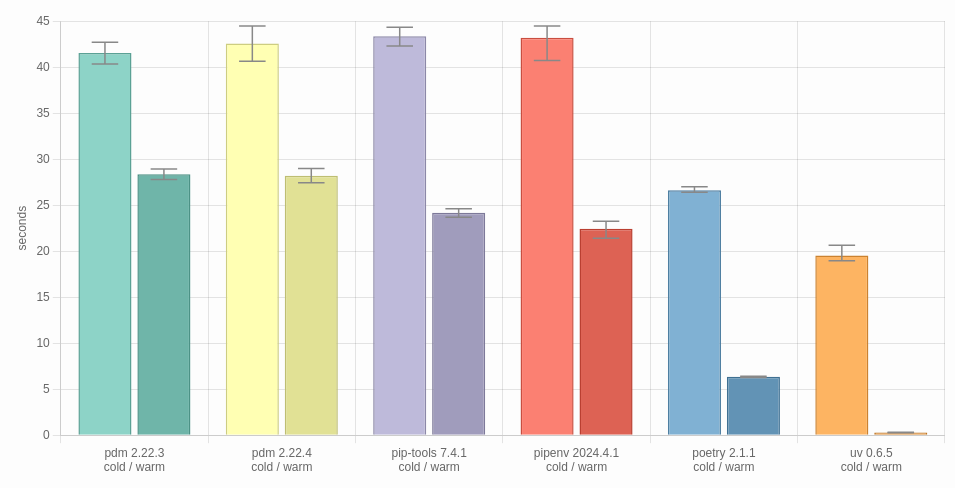 45
40
35
30
25
20
15
10
5
0
seconds
pdm 2.22.3
cold / warm
pdm 2.22.4
cold / warm
pip-tools 7.4.1
cold / warm
pipenv 2024.4.1
cold / warm
poetry 2.1.1
cold / warm
uv 0.6.5
cold / warm